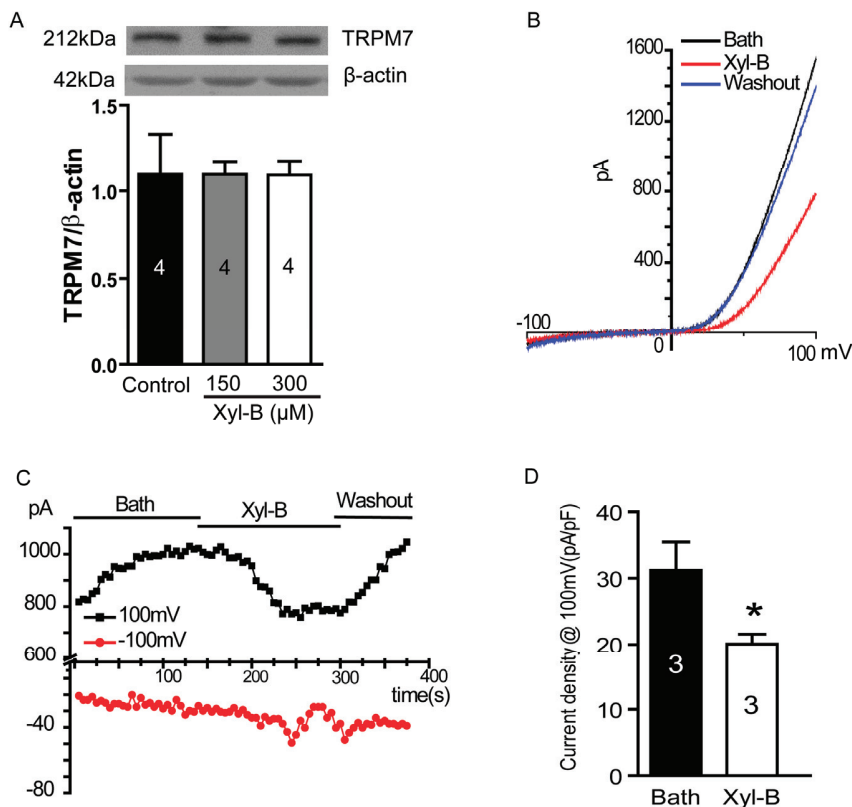 A
212kDa TRPM7
42kDa β-actin
TRPM7/β-actin
1.5
1.0
0.5
0.0
4 4 4
Control 150 300
Xyl-B (µM)
B
Bath
Xyl-B
Washout
pA
1600
1400
1200
800
400
0
-100
100 mV
C
pA
Bath Xyl-B Washout
1000
800
600
100mV
-100mV
100 200 300 400
time(s)
-40
-80
D
Current density @ 100mV(pA/pF)
40
30
20
10
0
*
3 3
Bath Xyl-B